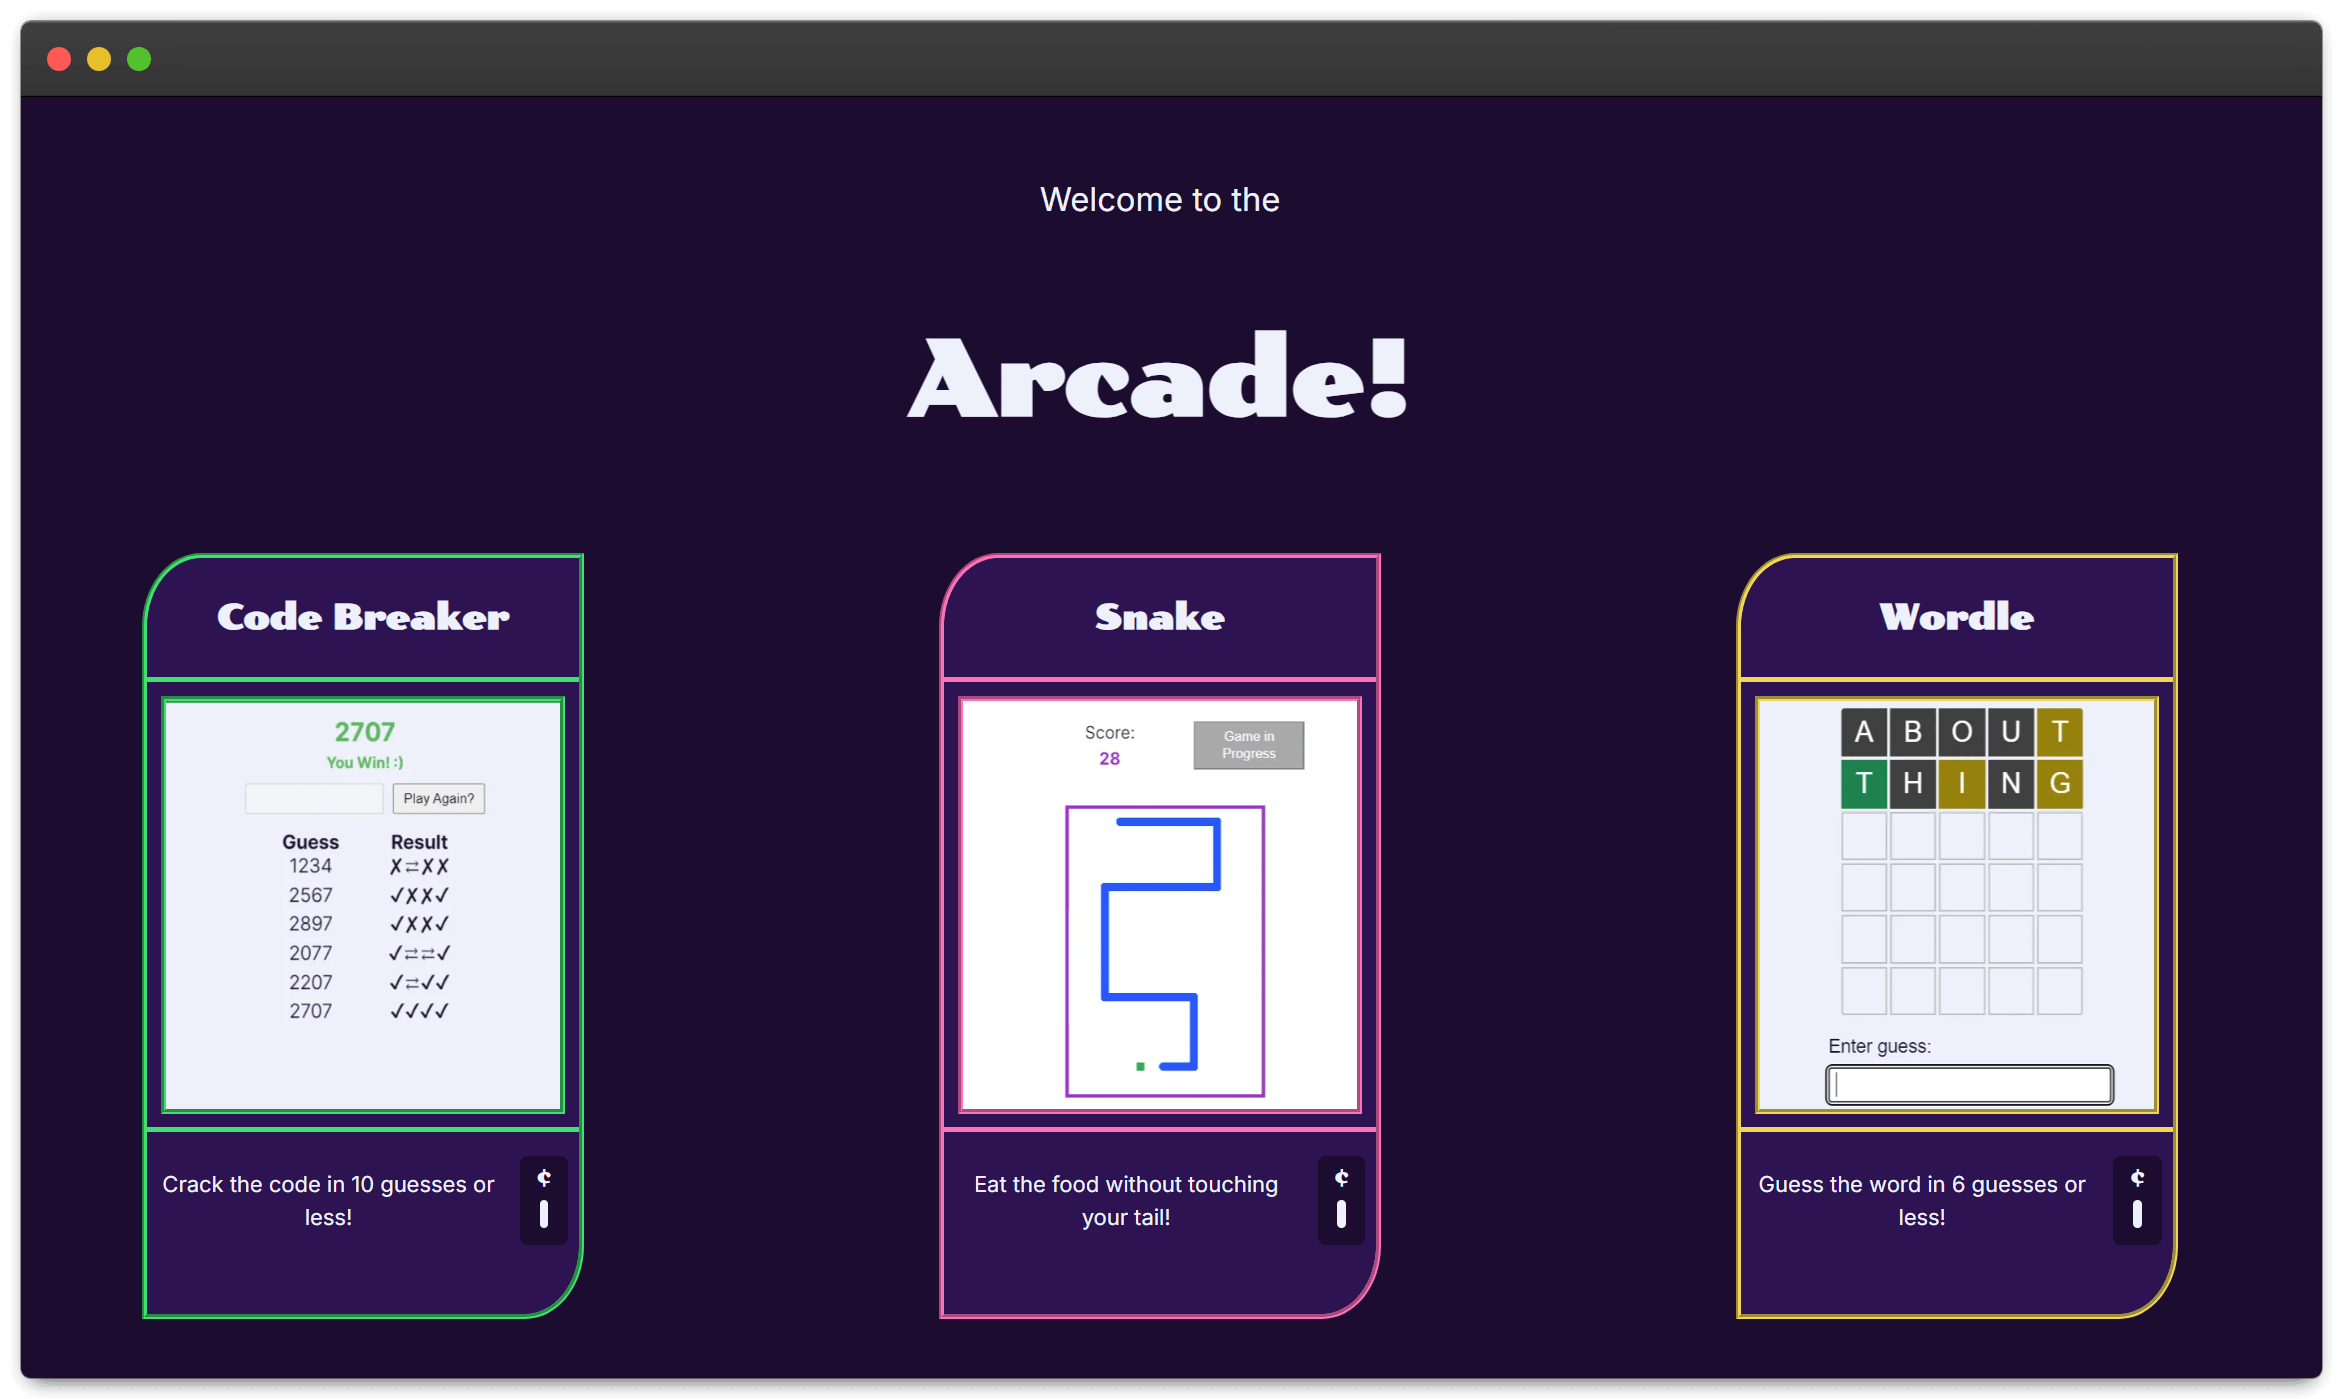 Welcome to the
Arcade!
Code Breaker
2707
You Win! :)
Play Again?
Guess Result
1234 ✗⇄✗✗
2567 ✓✗✗✓
2897 ✓✗✗✓
2077 ✓⇄⇄✓
2207 ✓⇄✓✓
2707 ✓✓✓✓
Crack the code in 10 guesses or
less!
¢
Snake
Score:
28
Game in
Progress
Eat the food without touching
your tail!
¢
Wordle
A B O U T
T H I N G
Enter guess:
Guess the word in 6 guesses or
less!
¢